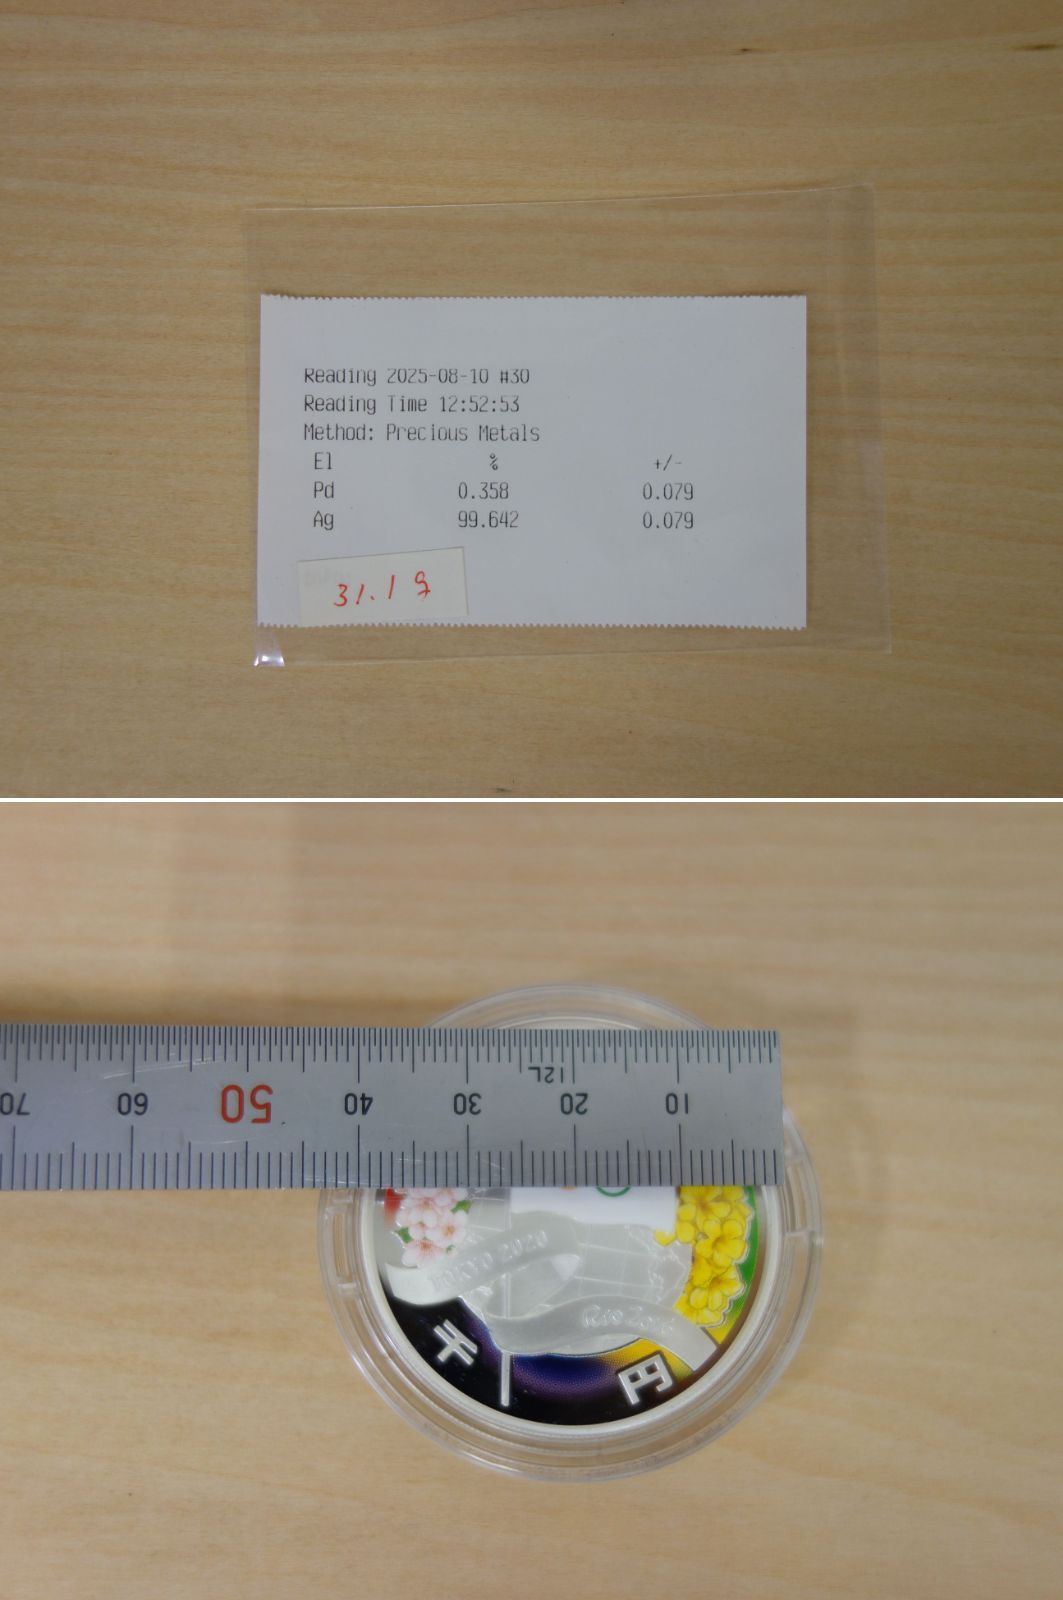 Reading 2025-08-10 #30
Reading Time 12:52:53
Method: Precious Metals
El % +/-
Pd 0.358 0.079
Ag 99.642 0.079
31.1 g
70 60 50 40 30 20 10
12L
TOKYO 2020
Rio 2016
千 円